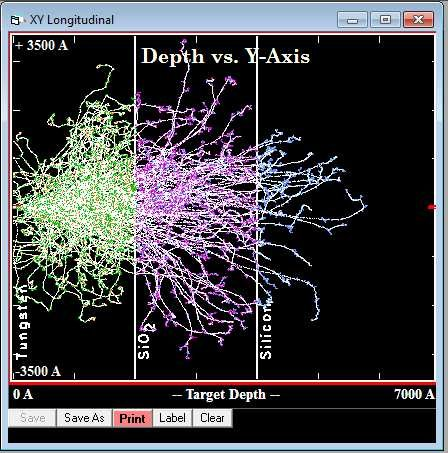 XY Longitudinal
+ 3500 A
Depth vs. Y-Axis
Tungsten
SiO2
Silicon
-3500 A
0 A
-- Target Depth --
7000 A
Save
Save As
Print
Label
Clear